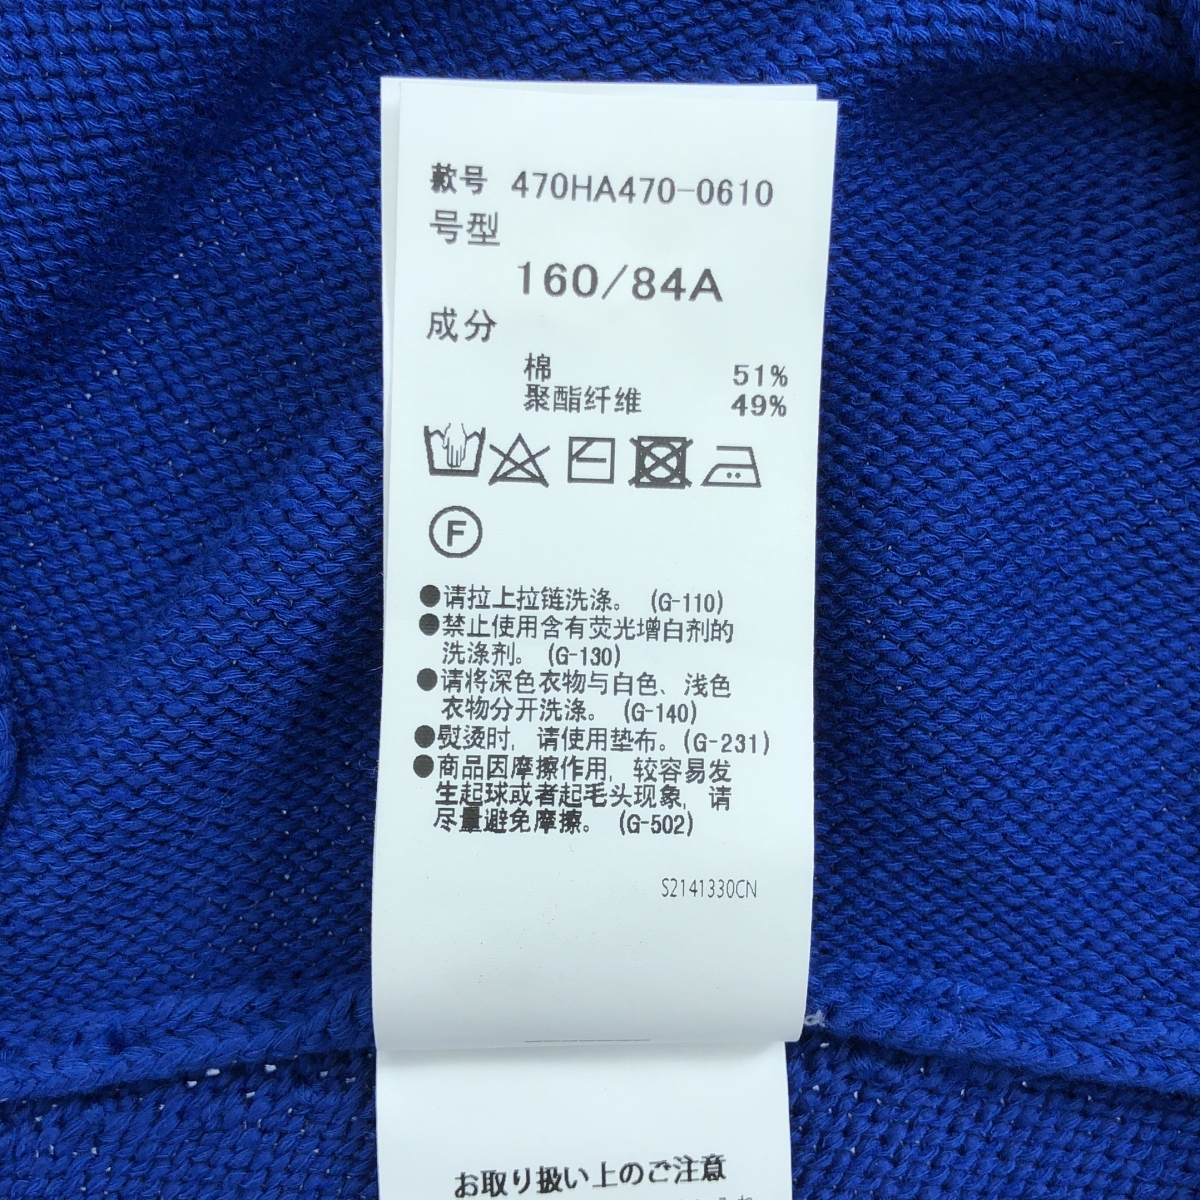 款号 470HA470-0610
号型
160/84A
成分
棉 51%
聚酯纤维 49%
F
●请拉上拉链洗涤。(G-110)
●禁止使用含有荧光增白剂的
洗涤剂。(G-130)
●请将深色衣物与白色、浅色
衣物分开洗涤。(G-140)
●熨烫时,请使用垫布。(G-231)
●商品因摩擦作用,较容易发
生起球或者起毛头现象,请
尽量避免摩擦。(G-502)
S2141330CN
お取り扱い上のご注意